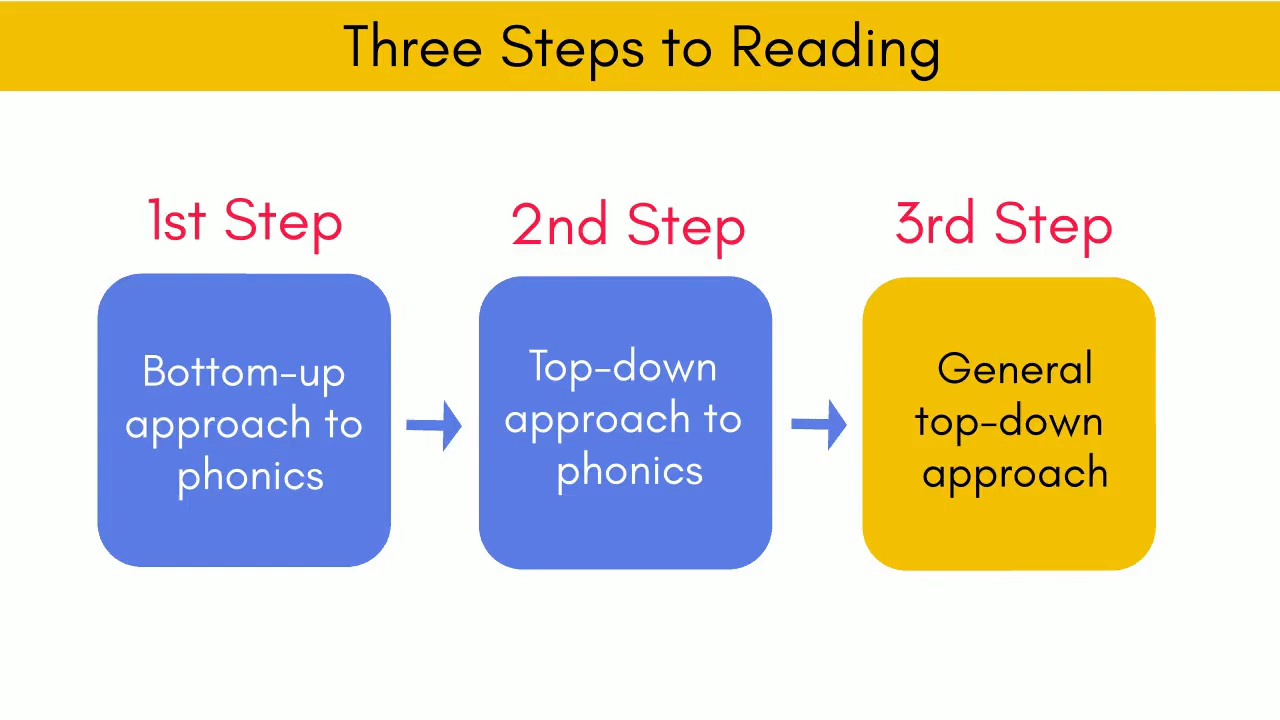 Three Steps to Reading
1st Step
Bottom-up
approach to
phonics
2nd Step
Top-down
approach to
phonics
3rd Step
General
top-down
approach